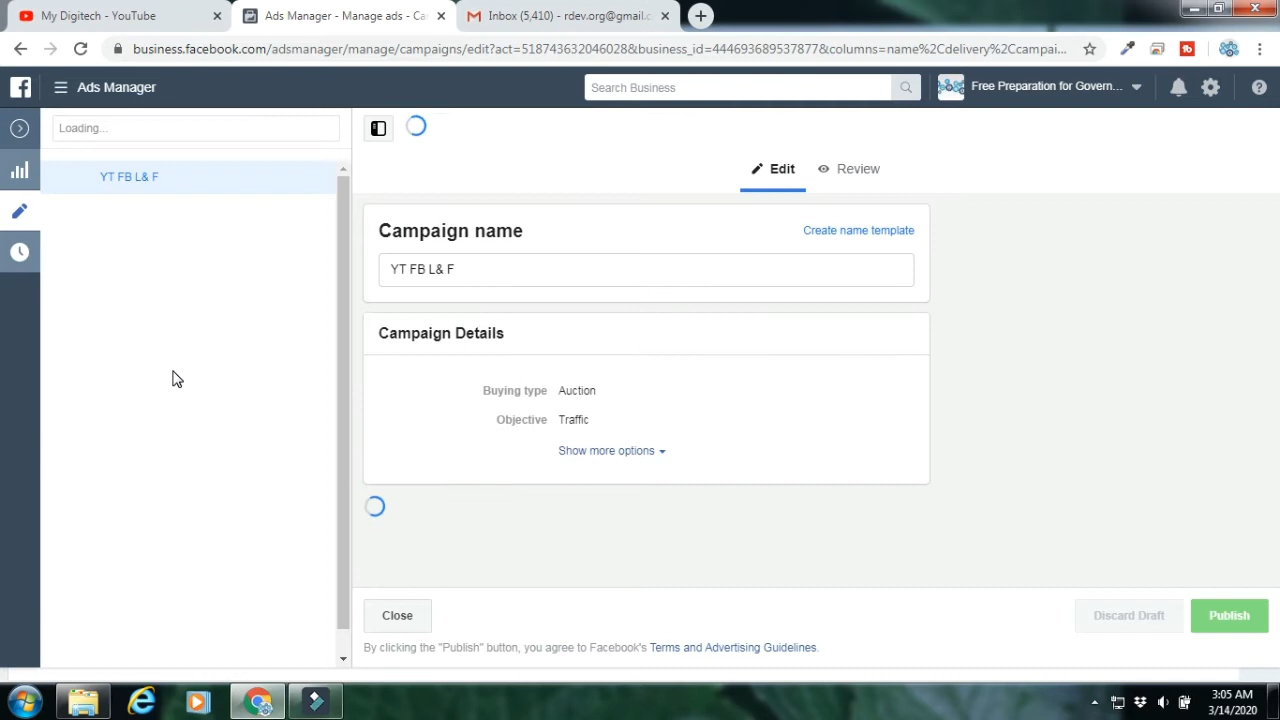 My Digitech - YouTube
Ads Manager - Manage ads - Ca
Inbox (5,410) - rdev.org@gmail.c
business.facebook.com/adsmanager/manage/campaigns/edit?act=518743632046028&business_id=4446936895​37877&columns=name%2Cdelivery%2Ccampai...
Ads Manager
Search Business
Free Preparation for Govern...
Loading...
YT FB L& F
Edit
Review
Campaign name
Create name template
YT FB L& F
Campaign Details
Buying type Auction
Objective Traffic
Show more options
Close
Discard Draft
Publish
By clicking the "Publish" button, you agree to Facebook's Terms and Advertising Guidelines.
3:05 AM
3/14/2020